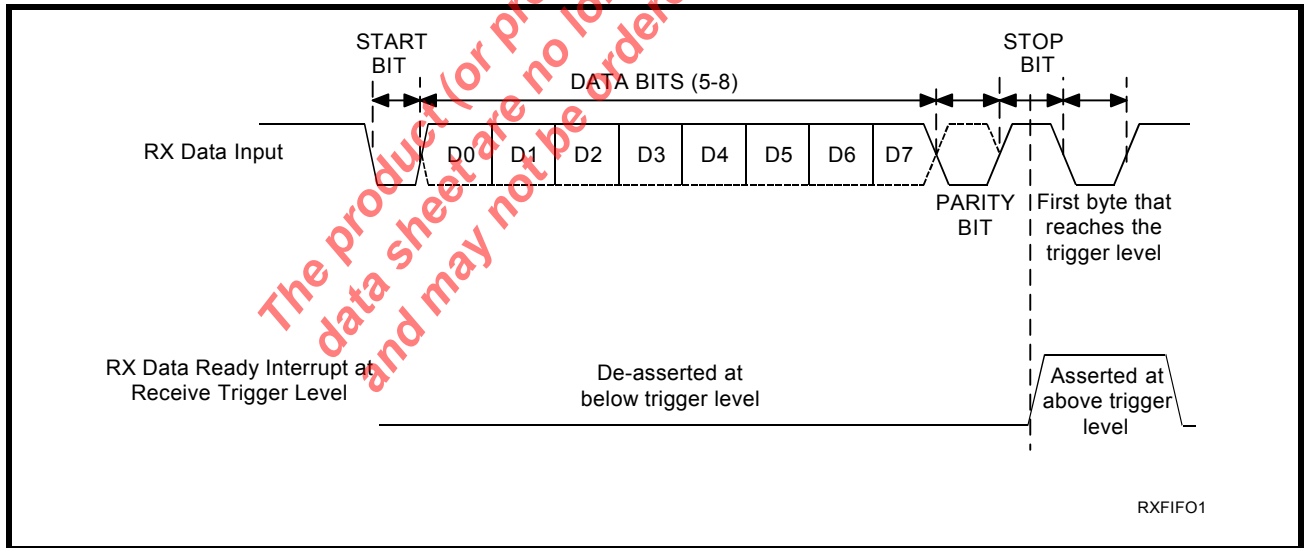 START
BIT
STOP
BIT
DATA BITS (5-8)
RX Data Input
D0 D1 D2 D3 D4 D5 D6 D7
PARITY
BIT
First byte that
reaches the
trigger level
The product (or
data sheet are no
and may not be
RX Data Ready Interrupt at
Receive Trigger Level
De-asserted at
below trigger level
Asserted at
above trigger
level
RXFIFO1